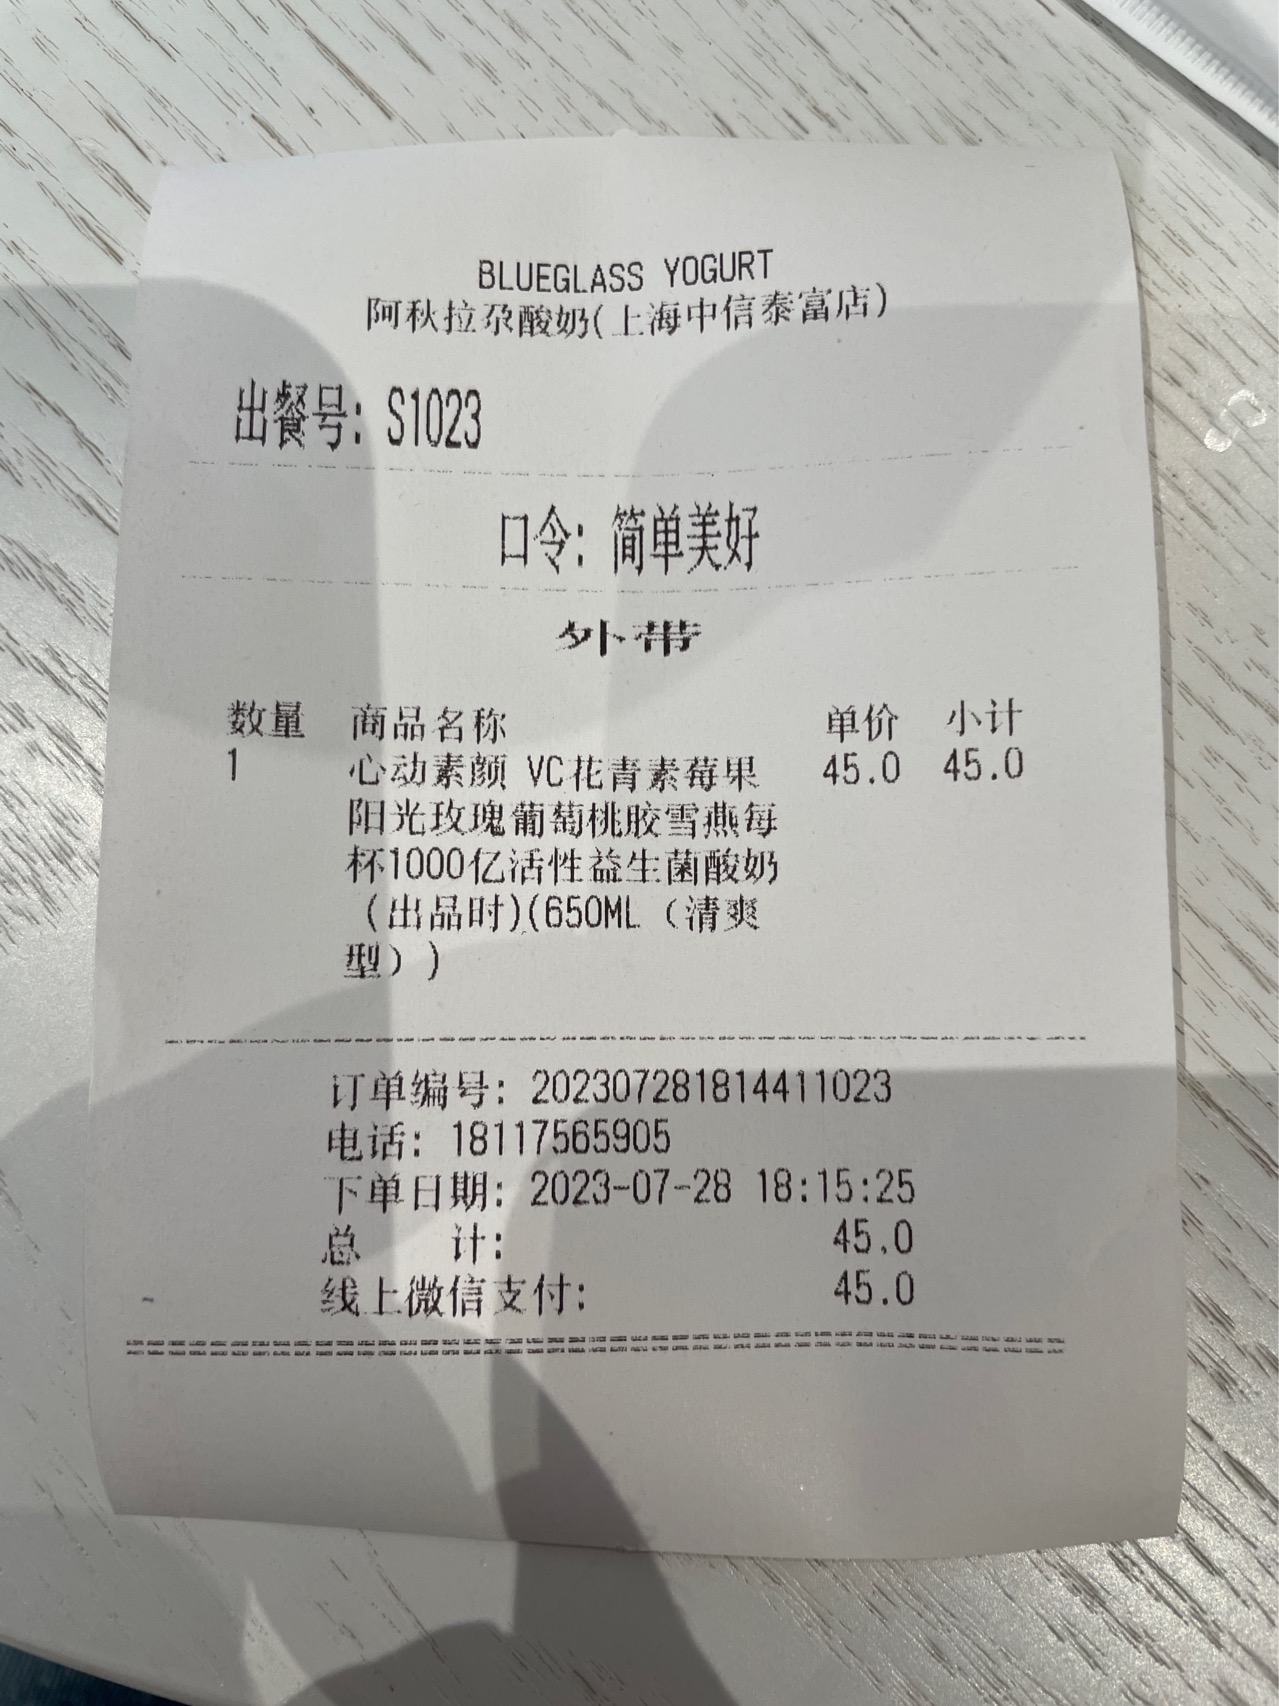 BLUEGLASS YOGURT
阿秋拉尕酸奶(上海中信泰富店)
出餐号: S1023
口令: 简单美好
外带
数量 商品名称 单价 小计
1 心动素颜 VC花青素莓果 45.0 45.0
阳光玫瑰葡萄桃胶雪燕每
杯1000亿活性益生菌酸奶
（出品时)(650ML（清爽
型））
订单编号: 202307281814411023
电话: 18117565905
下单日期: 2023-07-28 18:15:25
总 计: 45.0
线上微信支付: 45.0